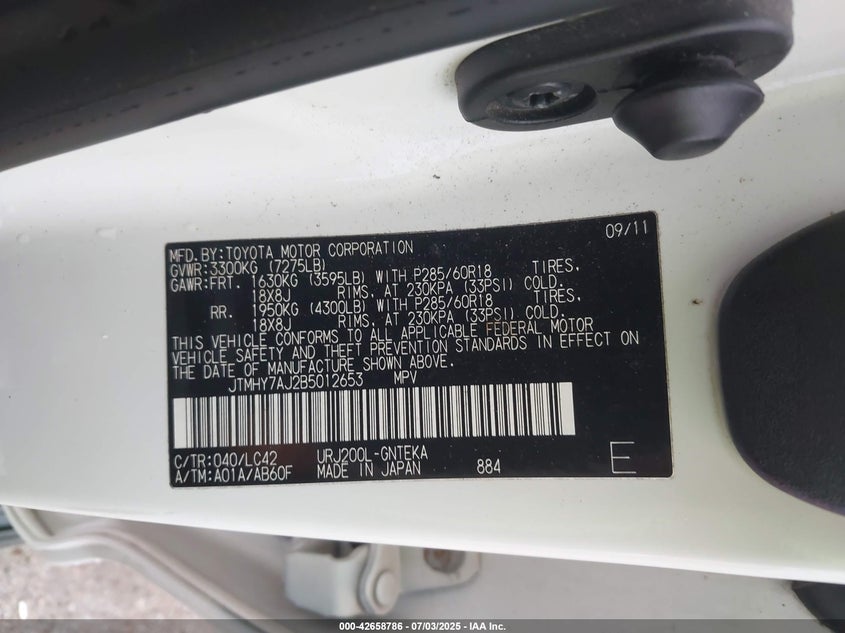 MFD.BY:TOYOTA MOTOR CORPORATION 09/11
GVWR:3300KG (7275LB)
GAWR:FRT. 1630KG (3595LB) WITH P285/60R18 TIRES,
18X8J RIMS, AT 230KPA (33PSI) COLD.
RR. 1950KG (4300LB) WITH P285/60R18 TIRES,
18X8J RIMS, AT 230KPA (33PSI) COLD.
THIS VEHICLE CONFORMS TO ALL APPLICABLE FEDERAL MOTOR
VEHICLE SAFETY AND THEFT PREVENTION STANDARDS IN EFFECT ON
THE DATE OF MANUFACTURE SHOWN ABOVE.
JTMHY7AJ2B5012653 MPV
C/TR:040/LC42 URJ200L-GNTEKA
A/TM:A01A/AB60F MADE IN JAPAN 884 E
000-42658786 - 07/03/2025 - IAA Inc.